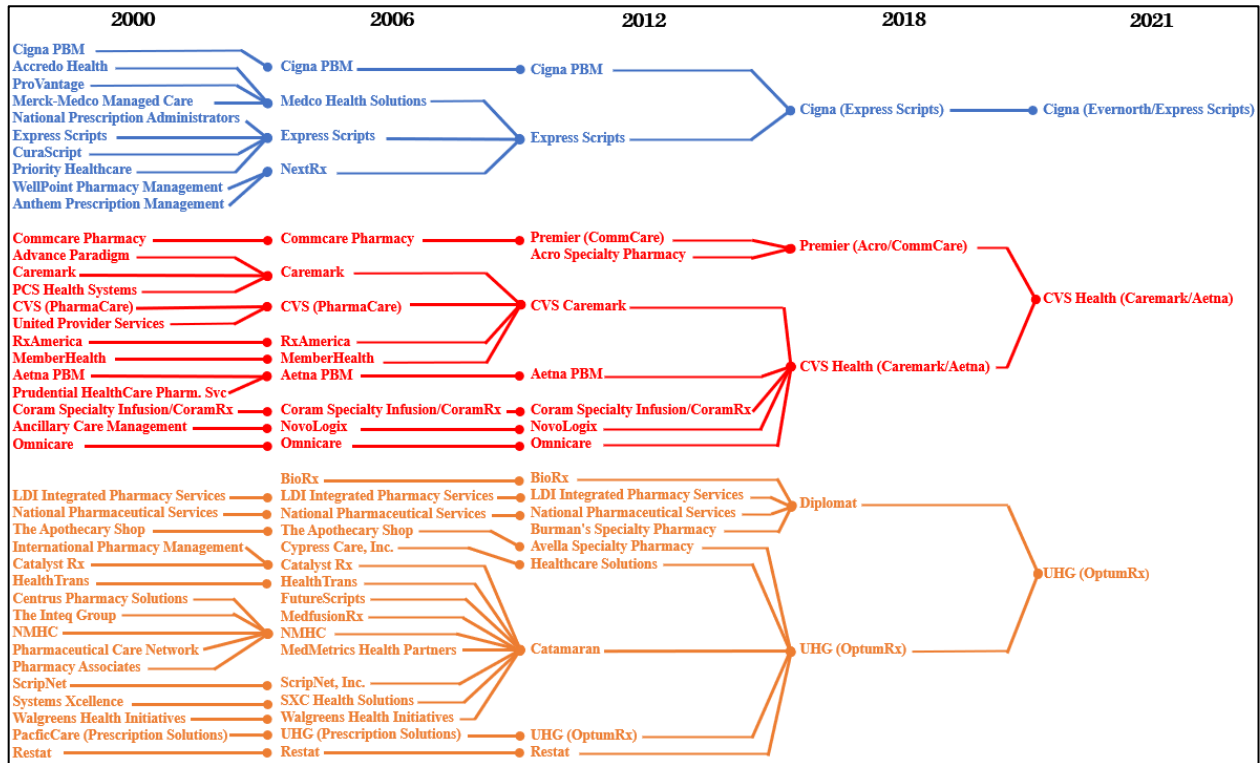 2000 2006 2012 2018 2021
Cigna PBM
Accredo Health
ProVantage
Merck-Medco Managed Care
National Prescription Administrators
Express Scripts
CuraScript
Priority Healthcare
WellPoint Pharmacy Management
Anthem Prescription Management
Cigna PBM
Medco Health Solutions
Express Scripts
NextRx
Cigna PBM
Express Scripts
Cigna (Express Scripts)
Cigna (Evernorth/Express Scripts)
Commcare Pharmacy
Advance Paradigm
Caremark
PCS Health Systems
CVS (PharmaCare)
United Provider Services
RxAmerica
MemberHealth
Aetna PBM
Prudential HealthCare Pharm. Svc
Coram Specialty Infusion/CoramRx
Ancillary Care Management
Omnicare
Commcare Pharmacy
Caremark
CVS (PharmaCare)
RxAmerica
MemberHealth
Aetna PBM
Coram Specialty Infusion/CoramRx
NovoLogix
Omnicare
Premier (CommCare)
Acro Specialty Pharmacy
CVS Caremark
Aetna PBM
Coram Specialty Infusion/CoramRx
NovoLogix
Omnicare
Premier (Acro/CommCare)
CVS Health (Caremark/Aetna)
CVS Health (Caremark/Aetna)
LDI Integrated Pharmacy Services
National Pharmaceutical Services
The Apothecary Shop
International Pharmacy Management
Catalyst Rx
HealthTrans
Centrus Pharmacy Solutions
The Inteq Group
NMHC
Pharmaceutical Care Network
Pharmacy Associates
ScripNet
Systems Xcellence
Walgreens Health Initiatives
PacficCare (Prescription Solutions)
Restat
BioRx
LDI Integrated Pharmacy Services
National Pharmaceutical Services
The Apothecary Shop
Cypress Care, Inc.
Catalyst Rx
HealthTrans
FutureScripts
MedfusionRx
NMHC
MedMetrics Health Partners
ScripNet, Inc.
SXC Health Solutions
Walgreens Health Initiatives
UHG (Prescription Solutions)
Restat
BioRx
LDI Integrated Pharmacy Services
National Pharmaceutical Services
Burman's Specialty Pharmacy
Avella Specialty Pharmacy
Healthcare Solutions
Catamaran
UHG (OptumRx)
Restat
Diplomat
UHG (OptumRx)
UHG (OptumRx)